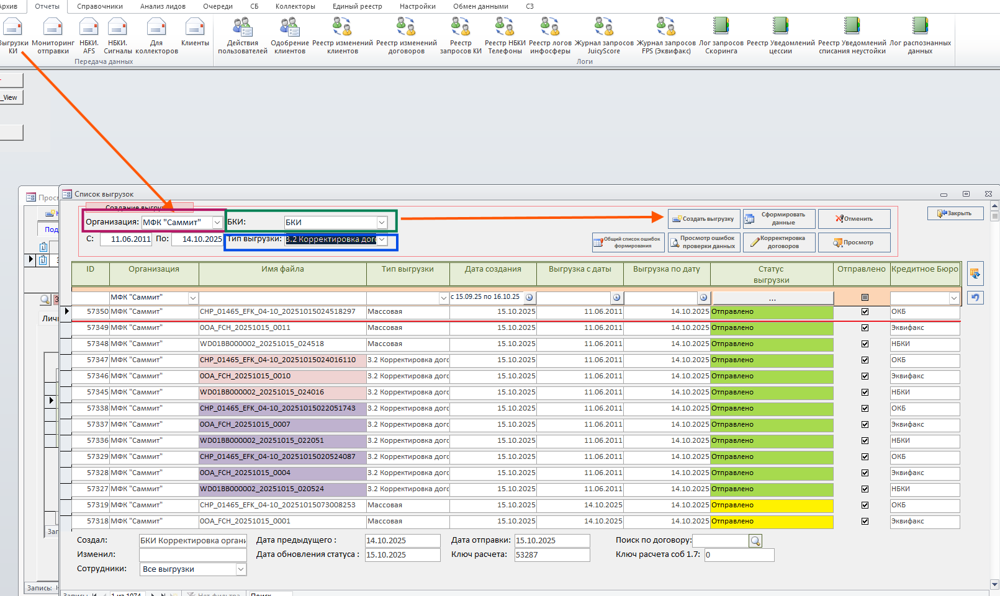 Архив Отчеты Справочники Анализ лидов Очереди СБ Коллекторы Единый реестр Настройки Обмен данными СЗ
Выгрузки КИ
Мониторинг отправки
НБКИ. AFS
НБКИ. Сигналы
Для коллекторов
Клиенты
Действия пользователей
Одобрение клиентов
Реестр изменений клиентов
Реестр изменений договоров
Реестр запросов КИ
Реестр НБКИ Телефоны
Реестр логов инфосферы
Журнал запросов JuicyScore
Журнал запросов FPS (Эквифакс)
Лог запросов Скоринга
Реестр Уведомлений цессии
Реестр Уведомлений списания неустойки
Лог распознанных данных
Передача данных Логи
_View
Прос
Под
Личн
Зап
Запись:
Список выгрузок
Создание выгру
Организация: МФК "Саммит" БКИ: БКИ
С: 11.06.2011 По: 14.10.2025 Тип выгрузки: 3.2 Корректировка дого
Создать выгрузку
Сформировать данные
Отменить
Закрыть
Общий список ошибок формирования
Просмотр ошибок проверки данных
Корректировка договоров
Просмотр
ID Организация Имя файла Тип выгрузки Дата создания Выгрузка с даты Выгрузка по дату Статус выгрузки Отправлено Кредитное Бюро
МФК "Саммит" с 15.09.25 по 16.10.25 ...
57350 МФК "Саммит" CHP_01465_EFK_04-10_20251015024518297 Массовая 15.10.2025 11.06.2011 14.10.2025 Отправлено ОКБ
57349 МФК "Саммит" 0OA_FCH_20251015_0011 Массовая 15.10.2025 11.06.2011 14.10.2025 Отправлено Эквифакс
57348 МФК "Саммит" WD01BB000002_20251015_024518 Массовая 15.10.2025 11.06.2011 14.10.2025 Отправлено НБКИ
57347 МФК "Саммит" CHP_01465_EFK_04-10_20251015024016110 3.2 Корректировка дого 15.10.2025 11.06.2011 14.10.2025 Отправлено ОКБ
57346 МФК "Саммит" 0OA_FCH_20251015_0010 3.2 Корректировка дого 15.10.2025 11.06.2011 14.10.2025 Отправлено Эквифакс
57345 МФК "Саммит" WD01BB000002_20251015_024016 3.2 Корректировка дого 15.10.2025 11.06.2011 14.10.2025 Отправлено НБКИ
57338 МФК "Саммит" CHP_01465_EFK_04-10_20251015022051743 3.2 Корректировка дого 15.10.2025 11.06.2011 14.10.2025 Отправлено ОКБ
57337 МФК "Саммит" 0OA_FCH_20251015_0007 3.2 Корректировка дого 15.10.2025 11.06.2011 14.10.2025 Отправлено Эквифакс
57336 МФК "Саммит" WD01BB000002_20251015_022051 3.2 Корректировка дого 15.10.2025 11.06.2011 14.10.2025 Отправлено НБКИ
57329 МФК "Саммит" CHP_01465_EFK_04-10_20251015020524087 3.2 Корректировка дого 15.10.2025 11.06.2011 14.10.2025 Отправлено ОКБ
57328 МФК "Саммит" 0OA_FCH_20251015_0004 3.2 Корректировка дого 15.10.2025 11.06.2011 14.10.2025 Отправлено Эквифакс
57327 МФК "Саммит" WD01BB000002_20251015_020524 3.2 Корректировка дого 15.10.2025 11.06.2011 14.10.2025 Отправлено НБКИ
57319 МФК "Саммит" CHP_01465_EFK_04-10_20251015073008253 Массовая 15.10.2025 14.10.2025 14.10.2025 Отправлено ОКБ
57318 МФК "Саммит" 0OA_FCH_20251015_0001 Массовая 15.10.2025 14.10.2025 14.10.2025 Отправлено Эквифакс
Создал: БКИ Корректировка органи Дата предыдущего : 14.10.2025 Дата отправки: 15.10.2025 Поиск по договору:
Изменил: Дата обновления статуса : 15.10.2025 Ключ расчета: 53287 Ключ расчета соб 1.7: 0
Сотрудники: Все выгрузки
Запись: 1 из 1074 Нет фильтра Поиск